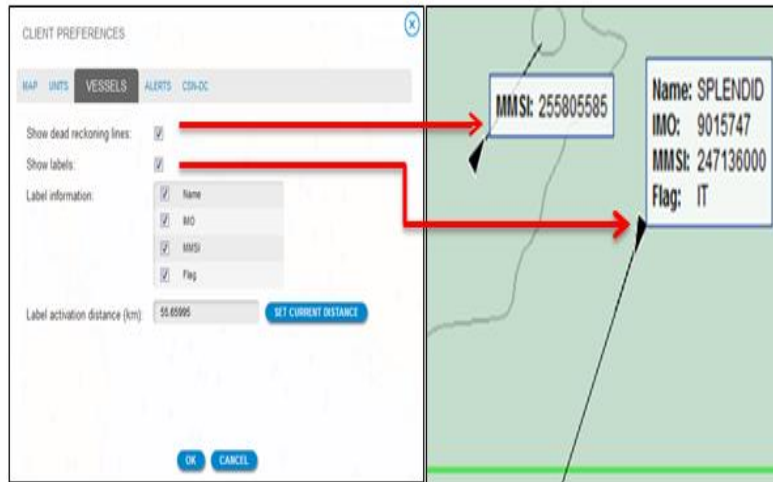 CLIENT PREFERENCES
MAP UNITS VESSELS ALERTS CSN-DC
Show dead reckoning lines:
Show labels:
Label information:
Name
IMO
MMSI
Flag
Label activation distance (km): 55.65995 SET CURRENT DISTANCE
OK CANCEL
MMSI: 255805585
Name: SPLENDID
IMO: 9015747
MMSI: 247136000
Flag: IT